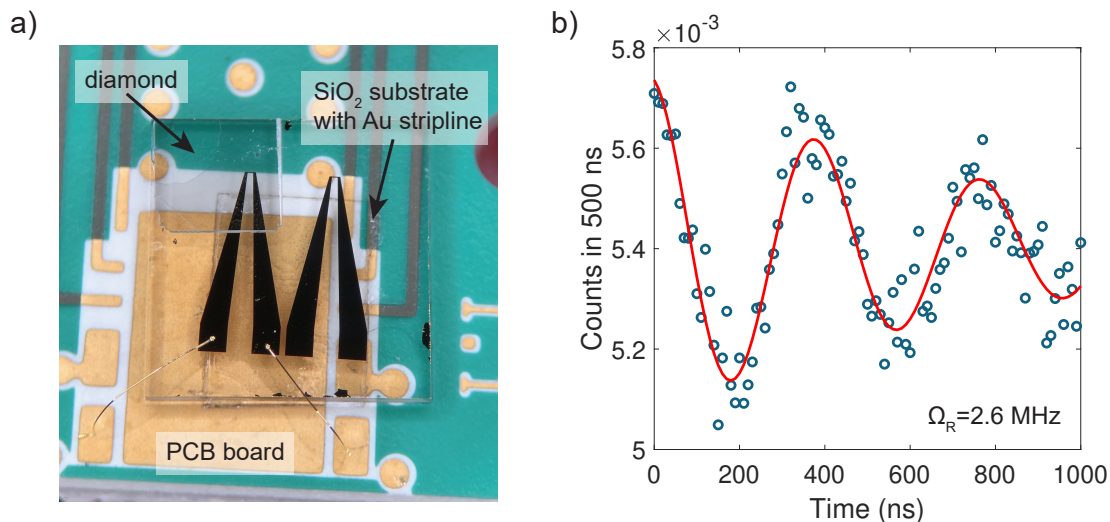 a)
diamond
SiO₂ substrate
with Au stripline
PCB board
b)
×10⁻³
5.8
5.6
5.4
5.2
5
Counts in 500 ns
0
200
400
600
800
1000
Time (ns)
Ω_R=2.6 MHz